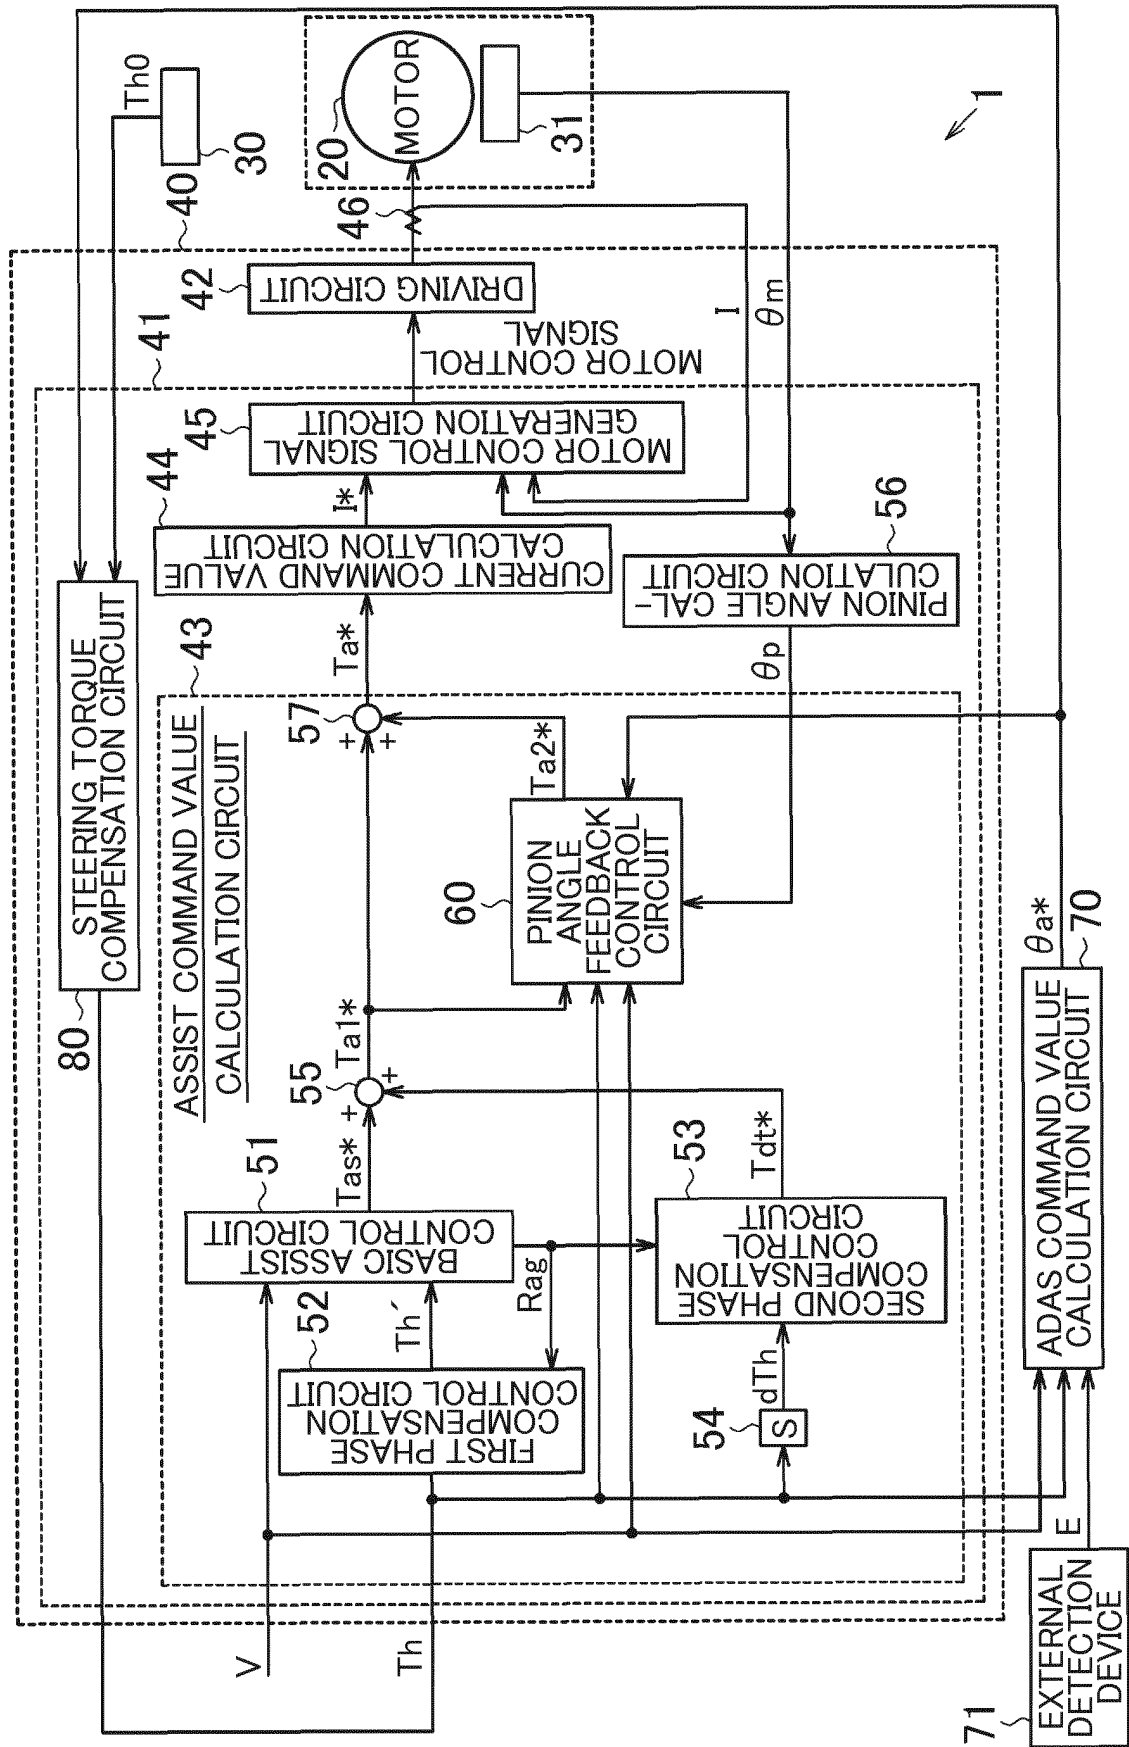 1
Th0
30
40
20
MOTOR
31
46
42
DRIVING CIRCUIT
41
MOTOR CONTROL
SIGNAL
I
θm
45
MOTOR CONTROL SIGNAL
GENERATION CIRCUIT
44
I*
CURRENT COMMAND VALUE
CALCULATION CIRCUIT
56
PINION ANGLE CAL-
CULATION CIRCUIT
θp
STEERING TORQUE
COMPENSATION CIRCUIT
80
43
ASSIST COMMAND VALUE
CALCULATION CIRCUIT
Ta*
57
+
+
Ta2*
60
PINION
ANGLE
FEEDBACK
CONTROL
CIRCUIT
Ta1*
55
+
+
Tas*
Tdt*
51
BASIC ASSIST
CONTROL CIRCUIT
Rag
53
SECOND PHASE
COMPENSATION
CONTROL
CIRCUIT
52
Th´
FIRST PHASE
COMPENSATION
CONTROL CIRCUIT
54
S
dTh
V
Th
θa*
70
ADAS COMMAND VALUE
CALCULATION CIRCUIT
E
71
EXTERNAL
DETECTION
DEVICE